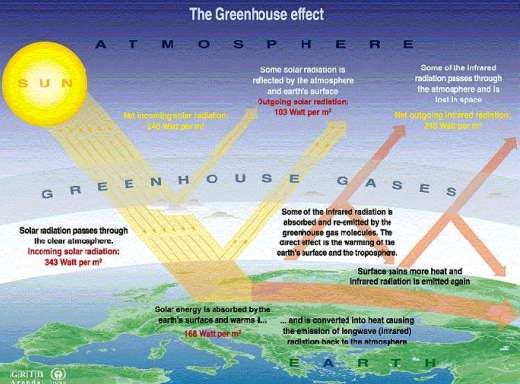 The Greenhouse effect
A T M O S P H E R E
S U N
Some solar radiation is
reflected by the atmosphere
and earth's surface
Outgoing solar radiation:
103 Watt per m²
Some of the infrared
radiation passes through
the atmosphere and is
lost in space
Net outgoing infrared radiation:
240 Watt per m²
Net incoming solar radiation:
240 Watt per m²
G R E E N H O U S E G A S E S
Solar radiation passes through
the clear atmosphere.
Incoming solar radiation:
343 Watt per m²
Some of the infrared radiation is
absorbed and re-emitted by the
greenhouse gas molecules. The
direct effect is the warming of the
earth's surface and the troposphere.
Surface gains more heat and
infrared radiation is emitted again
Solar energy is absorbed by the
earth's surface and warms it...
168 Watt per m²
... and is converted into heat causing
the emission of longwave (infrared)
radiation back to the atmosphere
E A R T H
GRID
Arendal UNEP